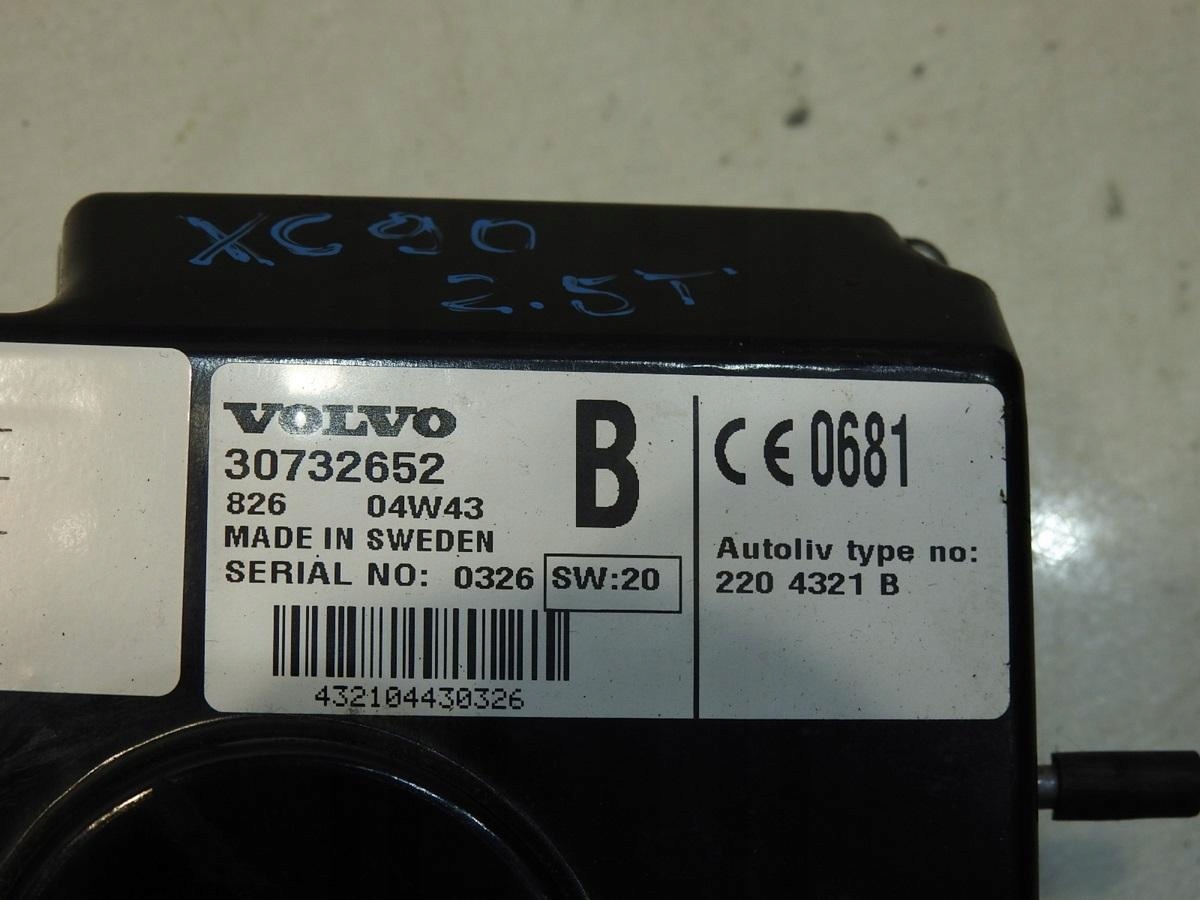 XC90
2.5T
VOLVO
30732652
826 04W43
MADE IN SWEDEN
SERIAL NO: 0326 SW:20
432104430326
B
CE 0681
Autoliv type no:
220 4321 B